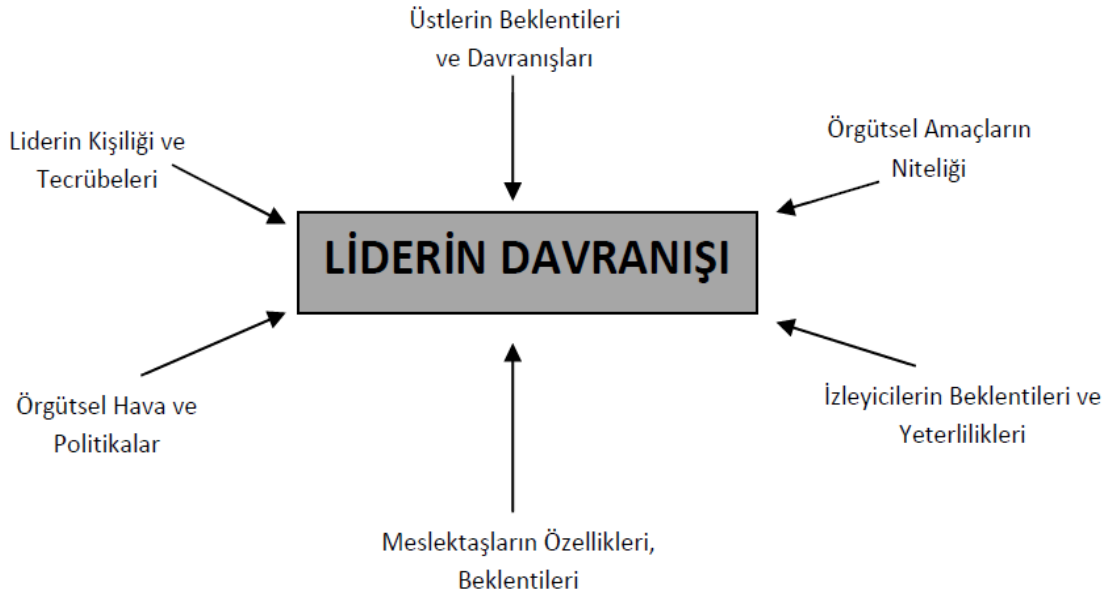 Üstlerin Beklentileri
ve Davranışları
Liderin Kişiliği ve
Tecrübeleri
Örgütsel Amaçların
Niteliği
LİDERİN DAVRANIŞI
Örgütsel Hava ve
Politikalar
İzleyicilerin Beklentileri ve
Yeterlilikleri
Meslektaşların Özellikleri,
Beklentileri